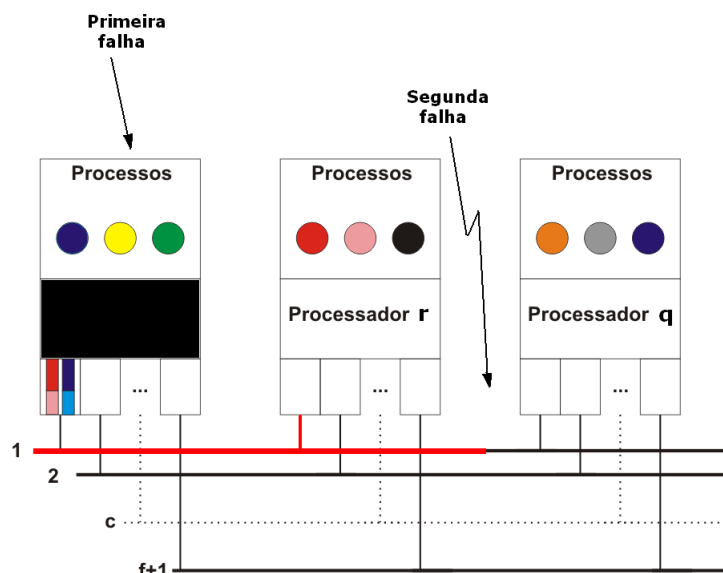 Primeira
falha
Segunda
falha
Processos
Processos
Processos
Processador r
Processador q
...
...
...
1
2
c
f+1